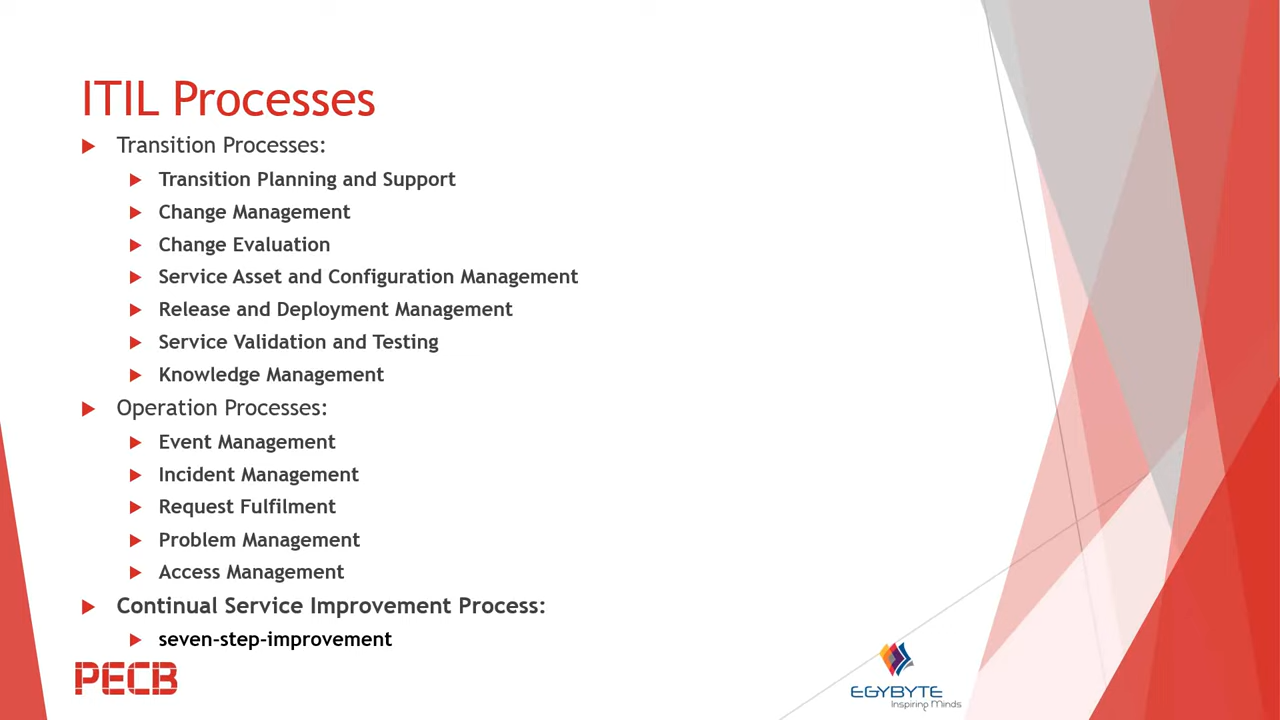 ITIL Processes
Transition Processes:
Transition Planning and Support
Change Management
Change Evaluation
Service Asset and Configuration Management
Release and Deployment Management
Service Validation and Testing
Knowledge Management
Operation Processes:
Event Management
Incident Management
Request Fulfilment
Problem Management
Access Management
Continual Service Improvement Process:
seven-step-improvement
PECB
EGYBYTE
Inspiring Minds